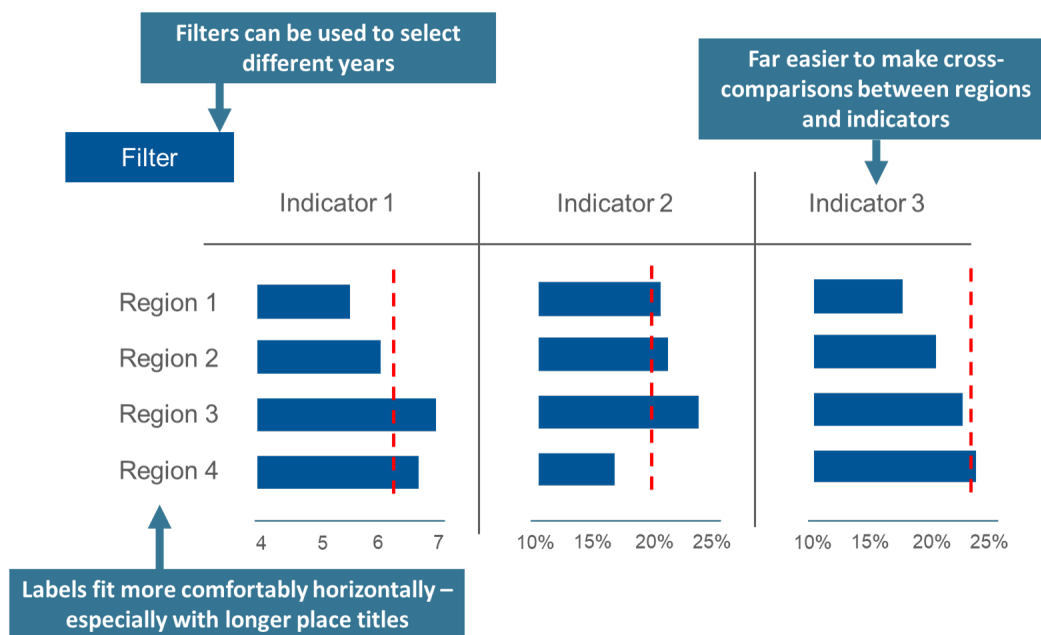 Filters can be used to select
different years
Far easier to make cross-
comparisons between regions
and indicators
Filter
Indicator 1
Indicator 2
Indicator 3
Region 1
Region 2
Region 3
Region 4
4 5 6 7
10% 15% 20% 25%
10% 15% 20% 25%
Labels fit more comfortably horizontally –
especially with longer place titles